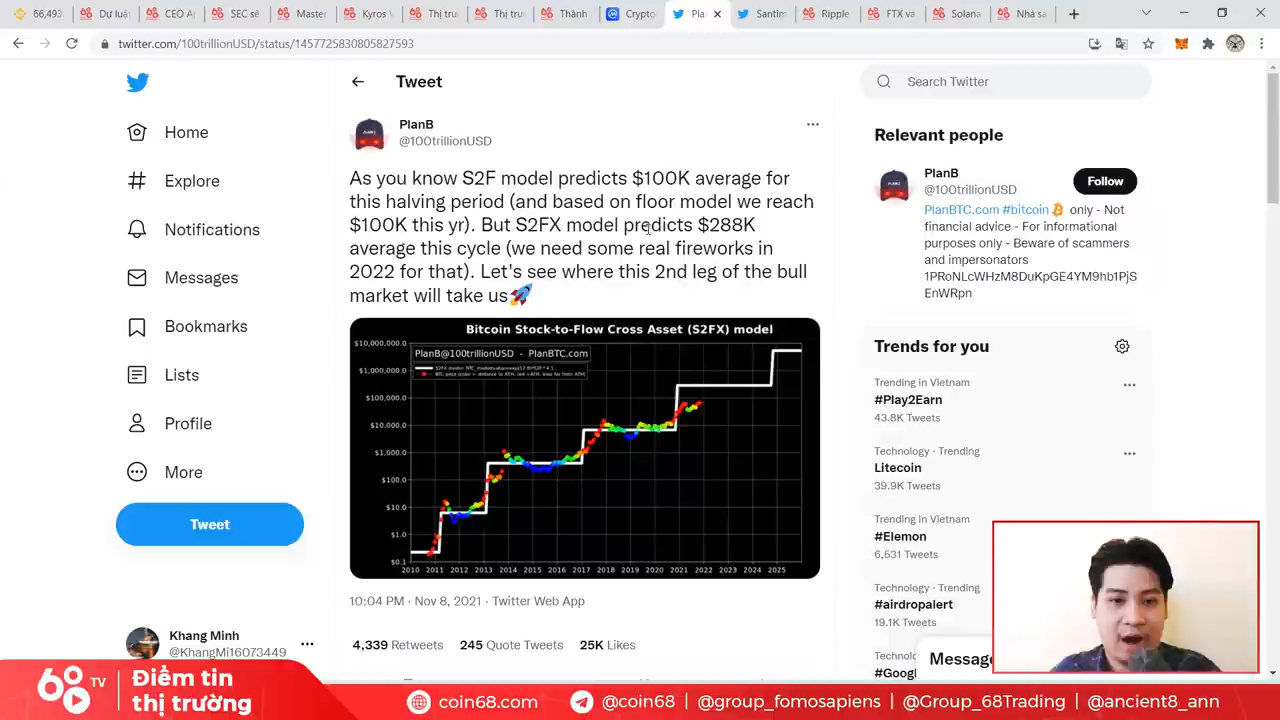 66,493
Dự luật
CEO A
SEC sẽ
Master
Kyros V
Thị trư
Thị trư
Thành
Crypto
Pla
Santim
Ripple
FTX và
Solana
Nhà sá
twitter.com/100trillionUSD/status/1457725830805827593
Home
Explore
Notifications
Messages
Bookmarks
Lists
Profile
More
Tweet
Khang Minh
@KhangMi16073449
Tweet
PlanB
@100trillionUSD
As you know S2F model predicts $100K average for
this halving period (and based on floor model we reach
$100K this yr). But S2FX model predicts $288K
average this cycle (we need some real fireworks in
2022 for that). Let's see where this 2nd leg of the bull
market will take us🚀
Bitcoin Stock-to-Flow Cross Asset (S2FX) model
PlanB@100trillionUSD - PlanBTC.com
$10,000,000.0
$1,000,000.0
$100,000.0
$10,000.0
$1,000.0
$100.0
$10.0
$1.0
$0.1
2010 2011 2012 2013 2014 2015 2016 2017 2018 2019 2020 2021 2022 2023 2024 2025
10:04 PM · Nov 8, 2021 · Twitter Web App
4,339 Retweets 245 Quote Tweets 25K Likes
Search Twitter
Relevant people
PlanB
@100trillionUSD
Follow
PlanBTC.com #bitcoin only - Not
financial advice - For informational
purposes only - Beware of scammers
and impersonators
1PRoNLcWHzM8DuKpGE4YM9hb1PjS
EnWRpn
Trends for you
Trending in Vietnam
#Play2Earn
43.8K Tweets
Technology · Trending
Litecoin
39.9K Tweets
Trending in Vietnam
#Elemon
6,531 Tweets
Technology · Trending
#airdropalert
19.1K Tweets
Technolo
#Googl
Message
68 TV
Điểm tin
thị trường
coin68.com
@coin68 | @group_fomosapiens | @Group_68Trading | @ancient8_ann